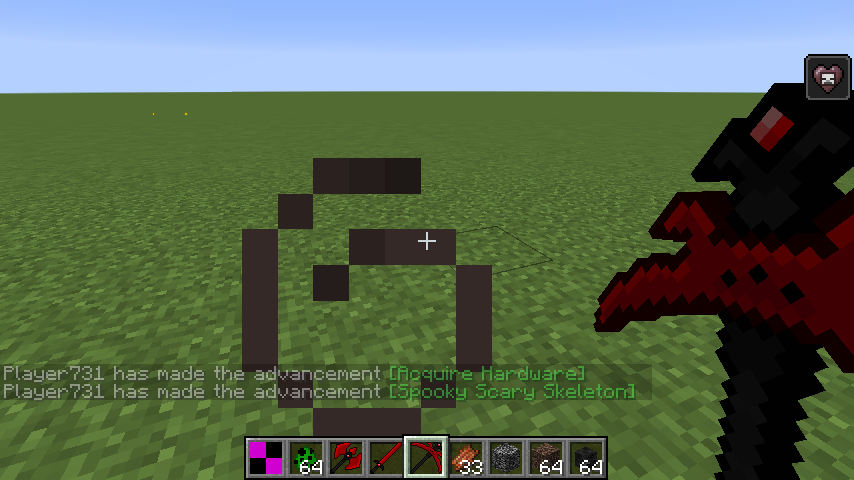 Player731 has made the advancement [Acquire Hardware]
Player731 has made the advancement [Spooky Scary Skeleton]
64 33 64 64